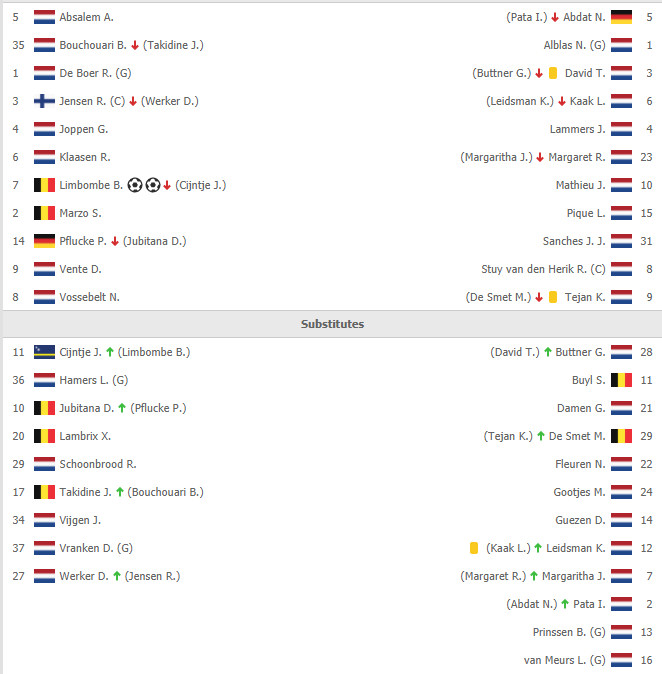 5 Absalem A. (Pata I.) Abdat N. 5
35 Bouchouari B. (Takidine J.) Alblas N. (G) 1
1 De Boer R. (G) (Buttner G.) David T. 3
3 Jensen R. (C) (Werker D.) (Leidsman K.) Kaak L. 6
4 Joppen G. Lammers J. 4
6 Klaasen R. (Margaritha J.) Margaret R. 23
7 Limbombe B. (Cijntje J.) Mathieu J. 10
2 Marzo S. Pique L. 15
14 Pflucke P. (Jubitana D.) Sanches J. J. 31
9 Vente D. Stuy van den Herik R. (C) 8
8 Vossebelt N. (De Smet M.) Tejan K. 9
Substitutes
11 Cijntje J. (Limbombe B.) (David T.) Buttner G. 28
36 Hamers L. (G) Buyl S. 11
10 Jubitana D. (Pflucke P.) Damen G. 21
20 Lambrix X. (Tejan K.) De Smet M. 29
29 Schoonbrood R. Fleuren N. 22
17 Takidine J. (Bouchouari B.) Gootjes M. 24
34 Vijgen J. Guezen D. 14
37 Vranken D. (G) (Kaak L.) Leidsman K. 12
27 Werker D. (Jensen R.) (Margaret R.) Margaritha J. 7
(Abdat N.) Pata I. 2
Prinssen B. (G) 13
van Meurs L. (G) 16